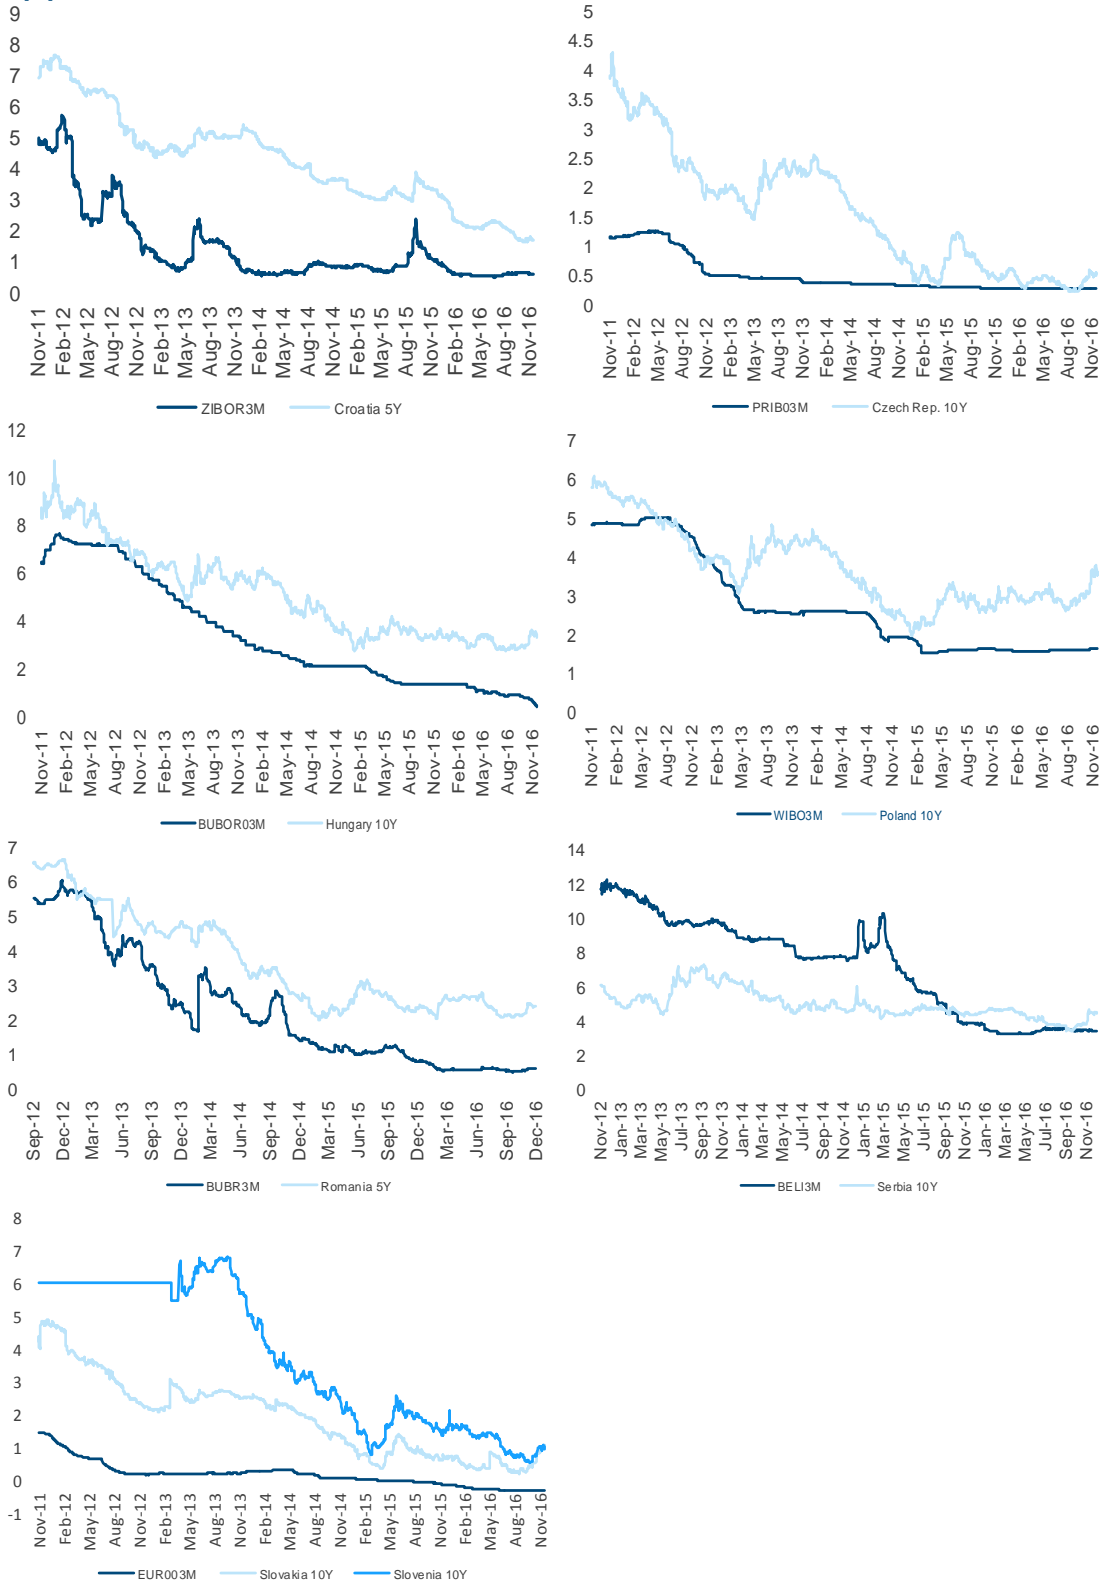 9
8
7
6
5
4
3
2
1
0
Nov-11
Feb-12
May-12
Aug-12
Nov-12
Feb-13
May-13
Aug-13
Nov-13
Feb-14
May-14
Aug-14
Nov-14
Feb-15
May-15
Aug-15
Nov-15
Feb-16
May-16
Aug-16
Nov-16
ZIBOR3M Croatia 5Y
5
4.5
4
3.5
3
2.5
2
1.5
1
0.5
0
Nov-11
Feb-12
May-12
Aug-12
Nov-12
Feb-13
May-13
Aug-13
Nov-13
Feb-14
May-14
Aug-14
Nov-14
Feb-15
May-15
Aug-15
Nov-15
Feb-16
May-16
Aug-16
Nov-16
PRIB03M Czech Rep. 10Y
12
10
8
6
4
2
0
Nov-11
Feb-12
May-12
Aug-12
Nov-12
Feb-13
May-13
Aug-13
Nov-13
Feb-14
May-14
Aug-14
Nov-14
Feb-15
May-15
Aug-15
Nov-15
Feb-16
May-16
Aug-16
Nov-16
BUBOR03M Hungary 10Y
7
6
5
4
3
2
1
0
Nov-11
Feb-12
May-12
Aug-12
Nov-12
Feb-13
May-13
Aug-13
Nov-13
Feb-14
May-14
Aug-14
Nov-14
Feb-15
May-15
Aug-15
Nov-15
Feb-16
May-16
Aug-16
Nov-16
WIBO3M Poland 10Y
7
6
5
4
3
2
1
0
Sep-12
Dec-12
Mar-13
Jun-13
Sep-13
Dec-13
Mar-14
Jun-14
Sep-14
Dec-14
Mar-15
Jun-15
Sep-15
Dec-15
Mar-16
Jun-16
Sep-16
Dec-16
BUBR3M Romania 5Y
14
12
10
8
6
4
2
0
Nov-12
Jan-13
Mar-13
May-13
Jul-13
Sep-13
Nov-13
Jan-14
Mar-14
May-14
Jul-14
Sep-14
Nov-14
Jan-15
Mar-15
May-15
Jul-15
Sep-15
Nov-15
Jan-16
Mar-16
May-16
Jul-16
Sep-16
Nov-16
BELI3M Serbia 10Y
8
7
6
5
4
3
2
1
0
-1
Nov-11
Feb-12
May-12
Aug-12
Nov-12
Feb-13
May-13
Aug-13
Nov-13
Feb-14
May-14
Aug-14
Nov-14
Feb-15
May-15
Aug-15
Nov-15
Feb-16
May-16
Aug-16
Nov-16
EUR003M Slovakia 10Y Slovenia 10Y